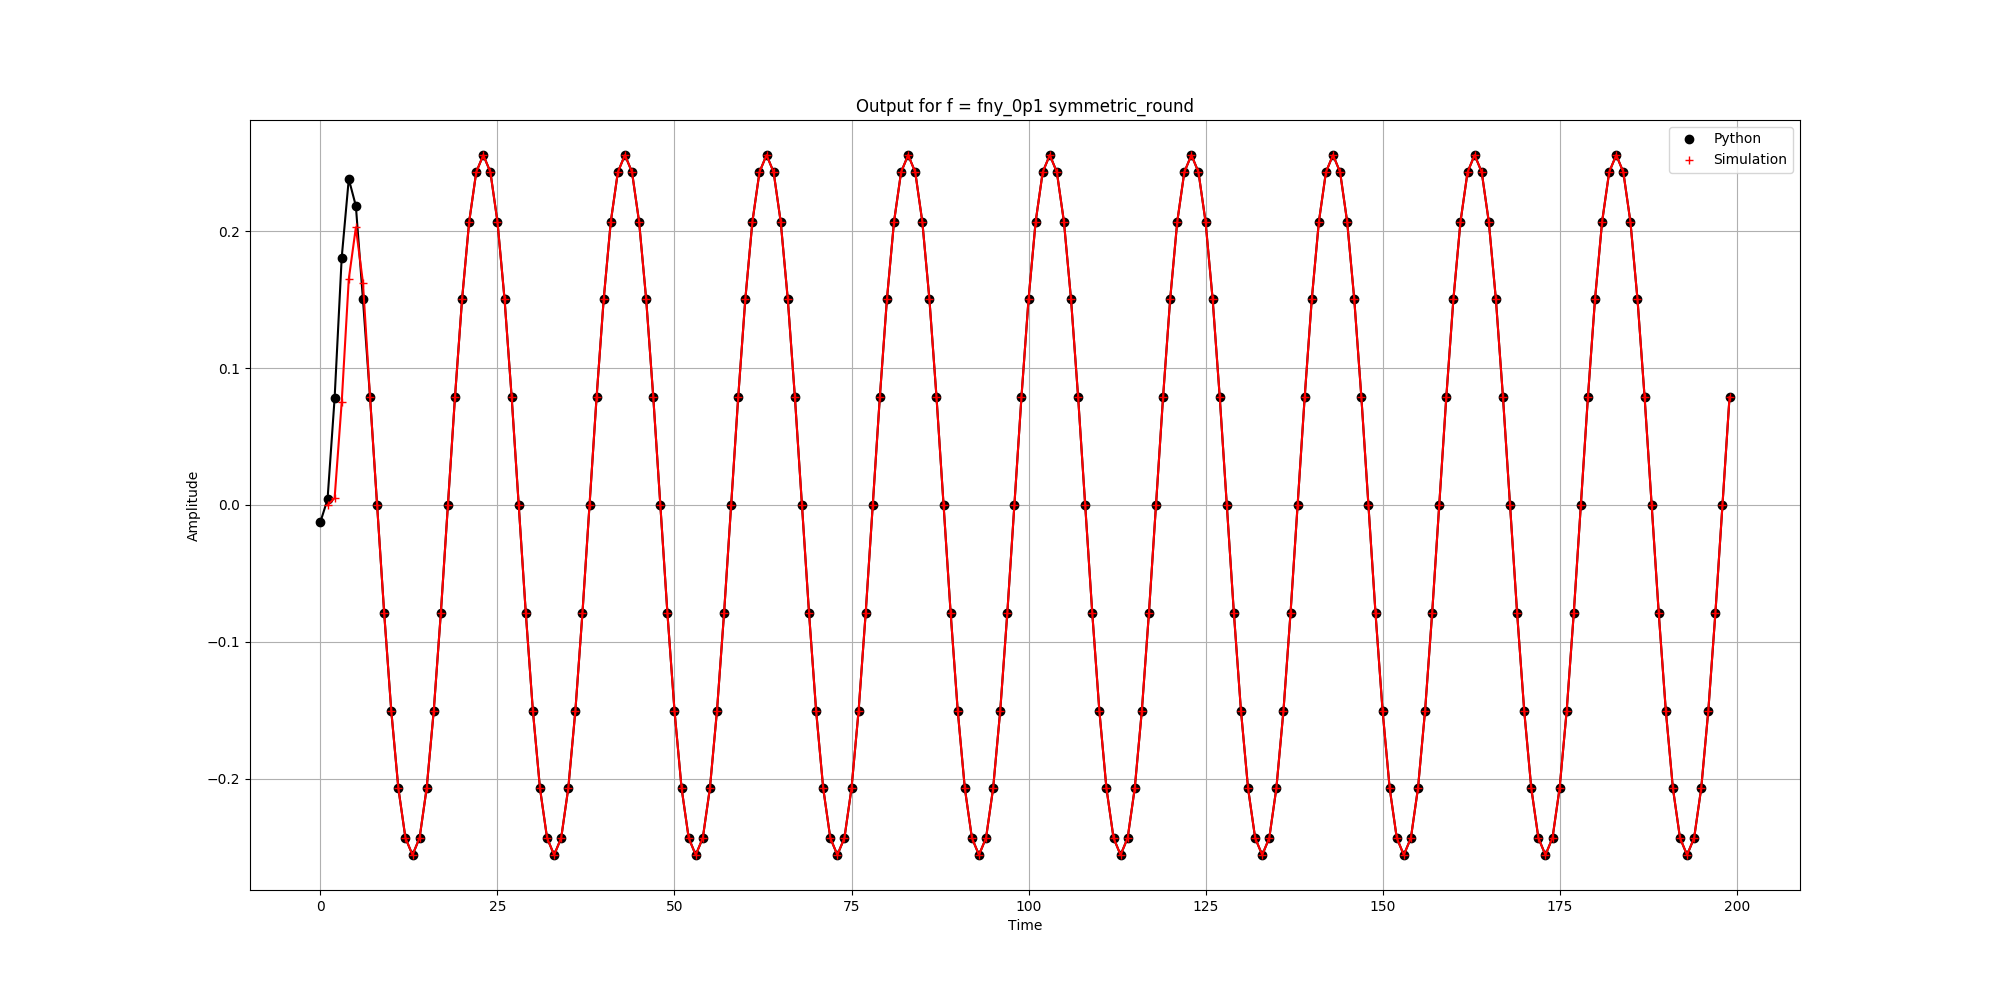 Output for f = fny_0p1 symmetric_round
Python
Simulation
0.2
0.1
0.0
−0.1
−0.2
Amplitude
0 25 50 75 100 125 150 175 200
Time